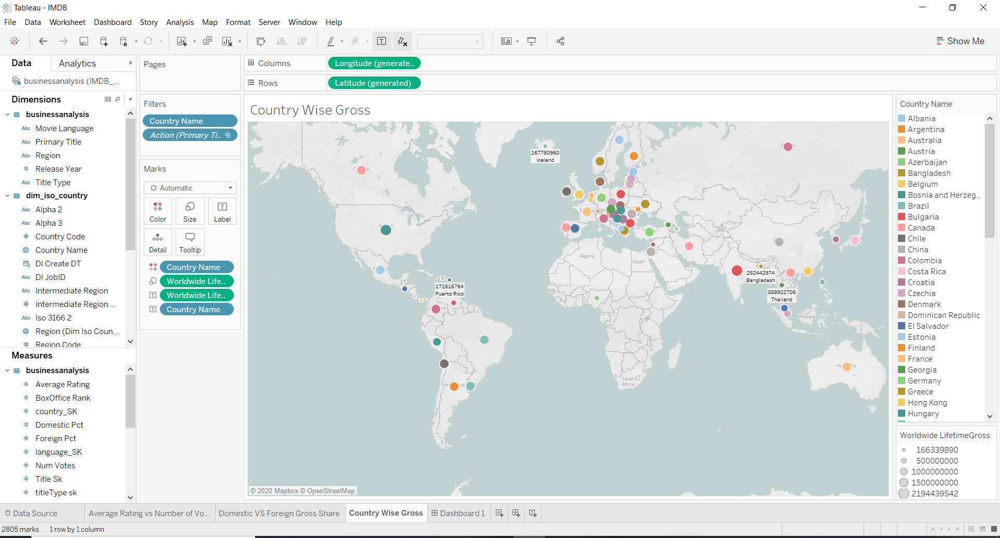 Tableau - IMDB
File Data Worksheet Dashboard Story Analysis Map Format Server Window Help
Show Me
Data Analytics
businessanalysis (IMDB_...
Dimensions
businessanalysis
Abc Movie Language
Abc Primary Title
Abc Region
# Release Year
Abc Title Type
dim_iso_country
Abc Alpha 2
Abc Alpha 3
# Country Code
Country Name
DI Create DT
Abc DI JobID
Abc Intermediate Region
# Intermediate Region ...
Abc Iso 3166 2
Region (Dim Iso Coun...
# Region Code
Measures
businessanalysis
# Average Rating
# BoxOffice Rank
# country_SK
# Domestic Pct
# Foreign Pct
# language_SK
# Num Votes
# Title Sk
# titleType sk
Pages
Filters
Country Name
Action (Primary Ti..
Marks
Automatic
Color Size Label
Detail Tooltip
Country Name
Worldwide Life..
Worldwide Life..
Country Name
Columns Longitude (generate..
Rows Latitude (generated)
Country Wise Gross
167780960
Iceland
Algeria
Egypt
252442974
Bangladesh
358922706
Thailand
171616764
Puerto Rico
Indonesia
South
Africa
© 2020 Mapbox © OpenStreetMap
Country Name
Albania
Argentina
Australia
Austria
Azerbaijan
Bangladesh
Belgium
Bosnia and Herzeg..
Brazil
Bulgaria
Canada
Chile
China
Colombia
Costa Rica
Croatia
Czechia
Denmark
Dominican Republic
El Salvador
Estonia
Finland
France
Georgia
Germany
Greece
Hong Kong
Hungary
Worldwide LifetimeGross
166339890
500000000
1000000000
1500000000
2194439542
Data Source Average Rating vs Number of Vo... Domestic VS Foreign Gross Share Country Wise Gross Dashboard 1
2805 marks 1 row by 1 column